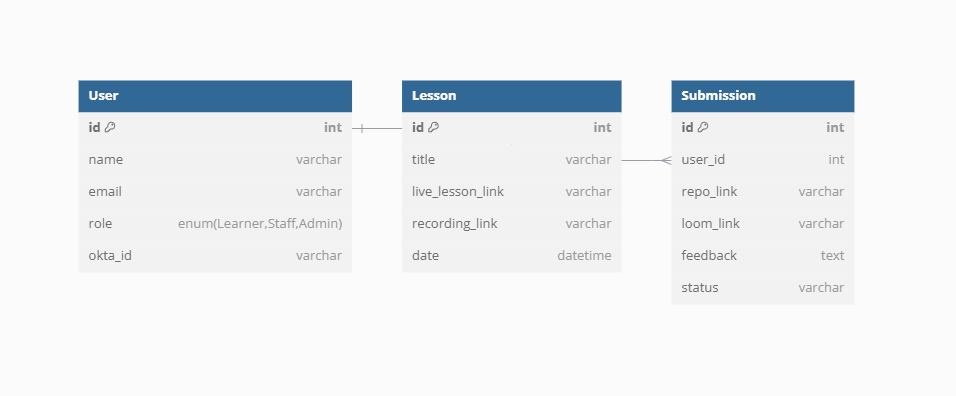 User
id int
name varchar
email varchar
role enum(Learner,Staff,Admin)
okta_id varchar
Lesson
id int
title varchar
live_lesson_link varchar
recording_link varchar
date datetime
Submission
id int
user_id int
repo_link varchar
loom_link varchar
feedback text
status varchar